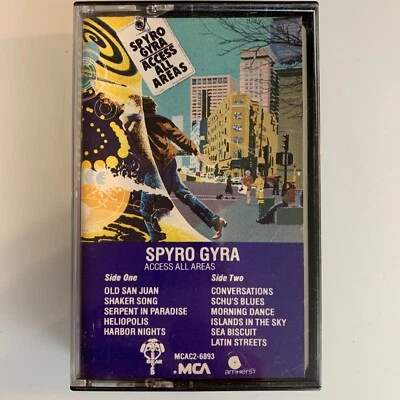 SPYRO
GYRA
ACCESS
ALL
AREAS
SPYRO GYRA
ACCESS ALL AREAS
Side One
OLD SAN JUAN
SHAKER SONG
SERPENT IN PARADISE
HELIOPOLIS
HARBOR NIGHTS
Side Two
CONVERSATIONS
SCHU'S BLUES
MORNING DANCE
ISLANDS IN THE SKY
SEA BISCUIT
LATIN STREETS
MCAC2-6893
MCA
amherst